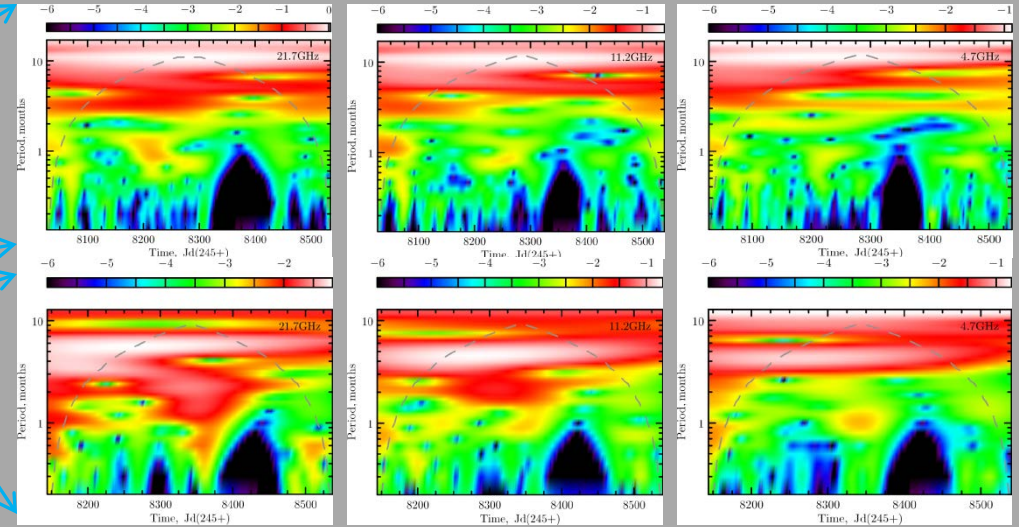 −6 −5 −4 −3 −2 −1 0
10
1
Period, months
21.7GHz
8100 8200 8300 8400 8500
Time, Jd(245+)
−6 −5 −4 −3 −2 −1
10
1
Period, months
11.2GHz
8100 8200 8300 8400 8500
Time, Jd(245+)
−6 −5 −4 −3 −2 −1
10
1
Period, months
4.7GHz
8100 8200 8300 8400 8500
Time, Jd(245+)
−6 −5 −4 −3 −2
10
1
Period, months
21.7GHz
8200 8300 8400 8500
Time, Jd(245+)
−6 −5 −4 −3 −2 −1
10
1
Period, months
11.2GHz
8200 8300 8400 8500
Time, Jd(245+)
−6 −5 −4 −3 −2 −1
10
1
Period, months
4.7GHz
8200 8300 8400 8500
Time, Jd(245+)